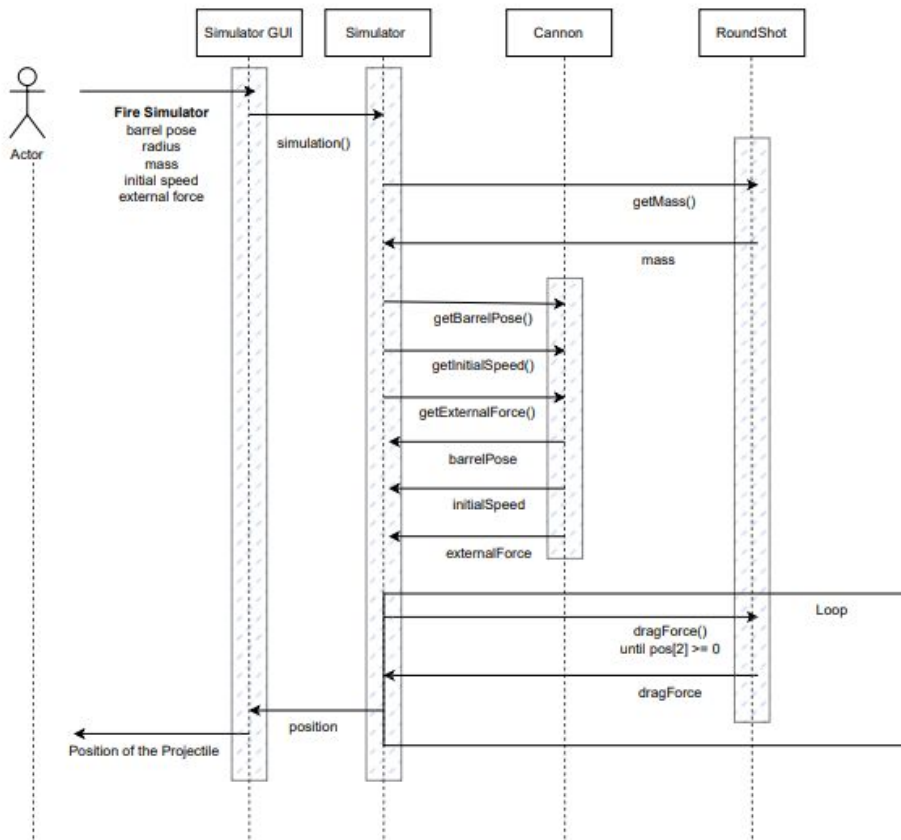 Simulator GUI
Simulator
Cannon
RoundShot
Actor
Fire Simulator
barrel pose
radius
mass
initial speed
external force
simulation()
getMass()
mass
getBarrelPose()
getInitialSpeed()
getExternalForce()
barrelPose
initialSpeed
externalForce
Loop
dragForce()
until pos[2] >= 0
dragForce
position
Position of the Projectile